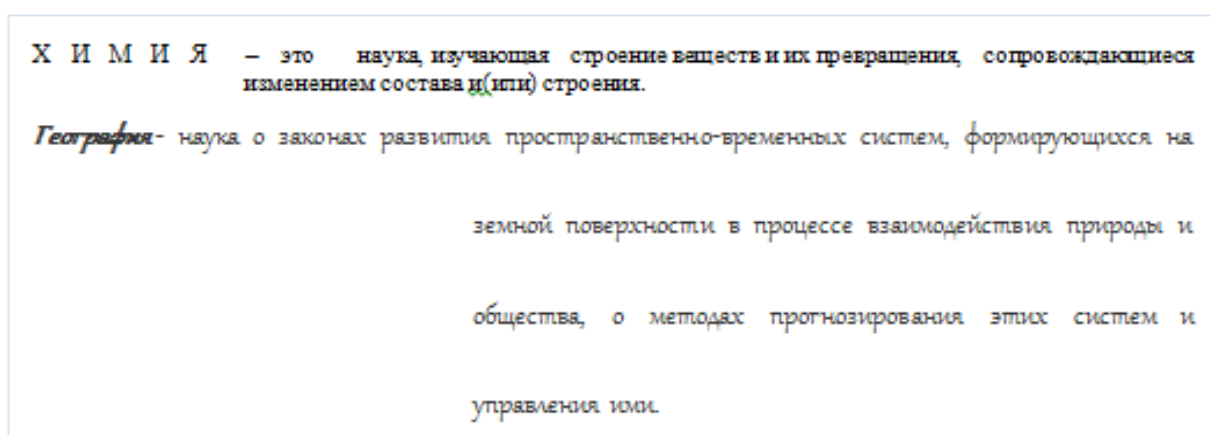 Х И М И Я – это наука, изучающая строение веществ и их превращения, сопровождающиеся
изменением состава и(или) строения.
География- наука о законах развития пространственно-временных систем, формирующихся на
земной поверхности в процессе взаимодействия природы и
общества, о методах прогнозирования этих систем и
управления ими.